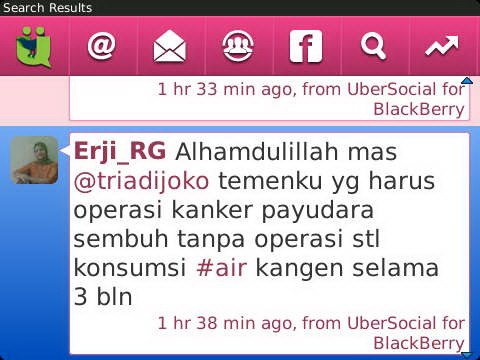 Search Results
1 hr 33 min ago, from UberSocial for
BlackBerry
Erji_RG Alhamdulillah mas
@triadijoko temenku yg harus
operasi kanker payudara
sembuh tanpa operasi stl
konsumsi #air kangen selama
3 bln
1 hr 38 min ago, from UberSocial for
BlackBerry